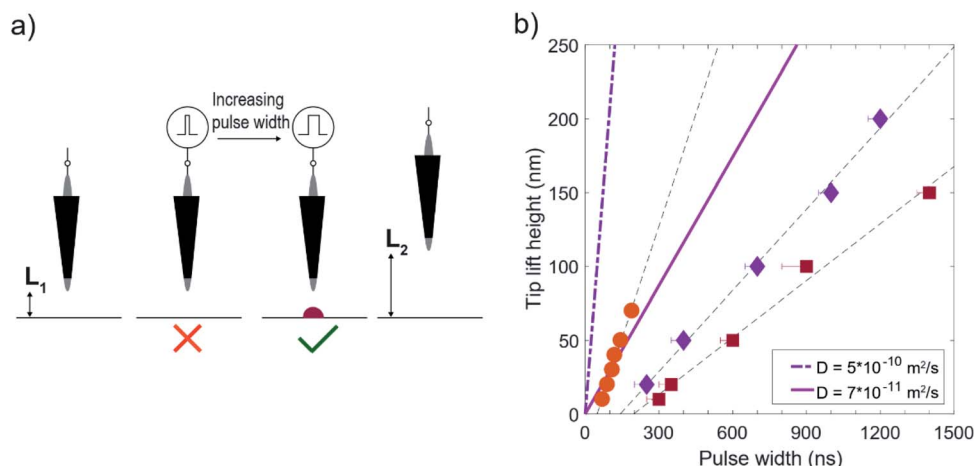 a)
Increasing
pulse width
L1
L2
b)
Tip lift height (nm)
250
200
150
100
50
0
D = 5*10-10 m2/s
D = 7*10-11 m2/s
0 300 600 900 1200 1500
Pulse width (ns)